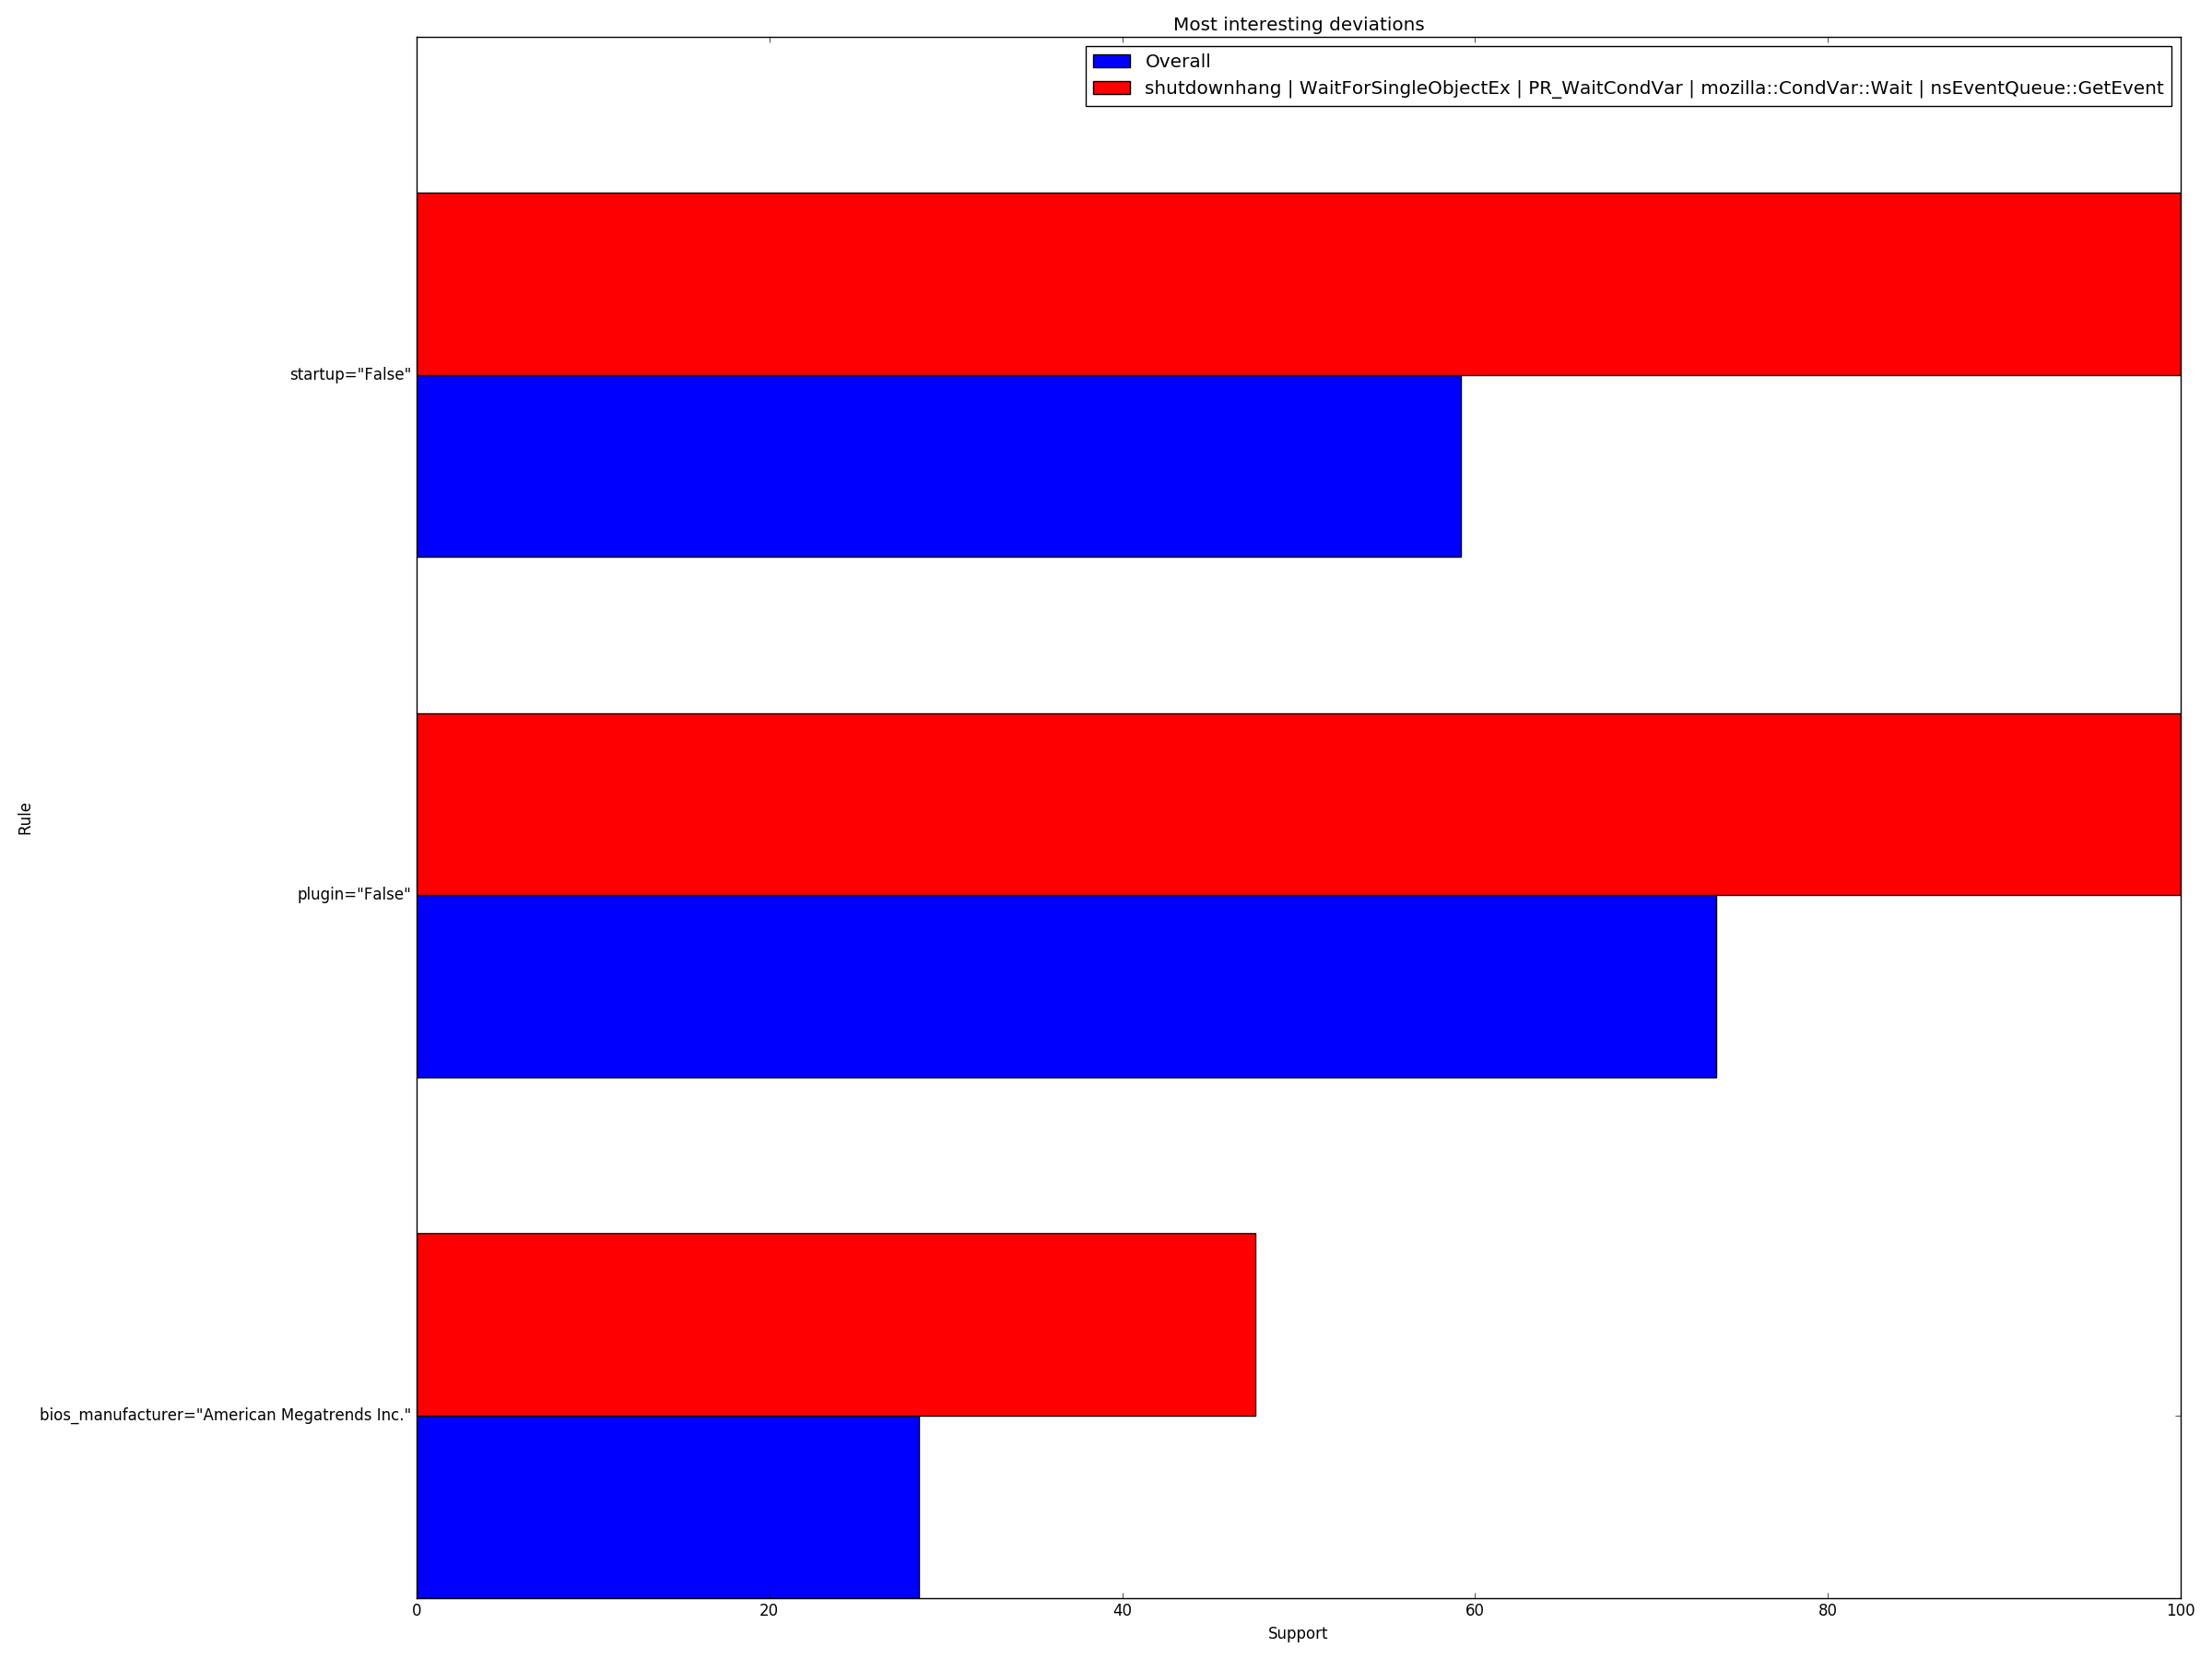 Most interesting deviations
Overall
shutdownhang | WaitForSingleObjectEx | PR_WaitCondVar | mozilla::CondVar::Wait | nsEventQueue::GetEvent
startup="False"
plugin="False"
bios_manufacturer="American Megatrends Inc."
Rule
0 20 40 60 80 100
Support